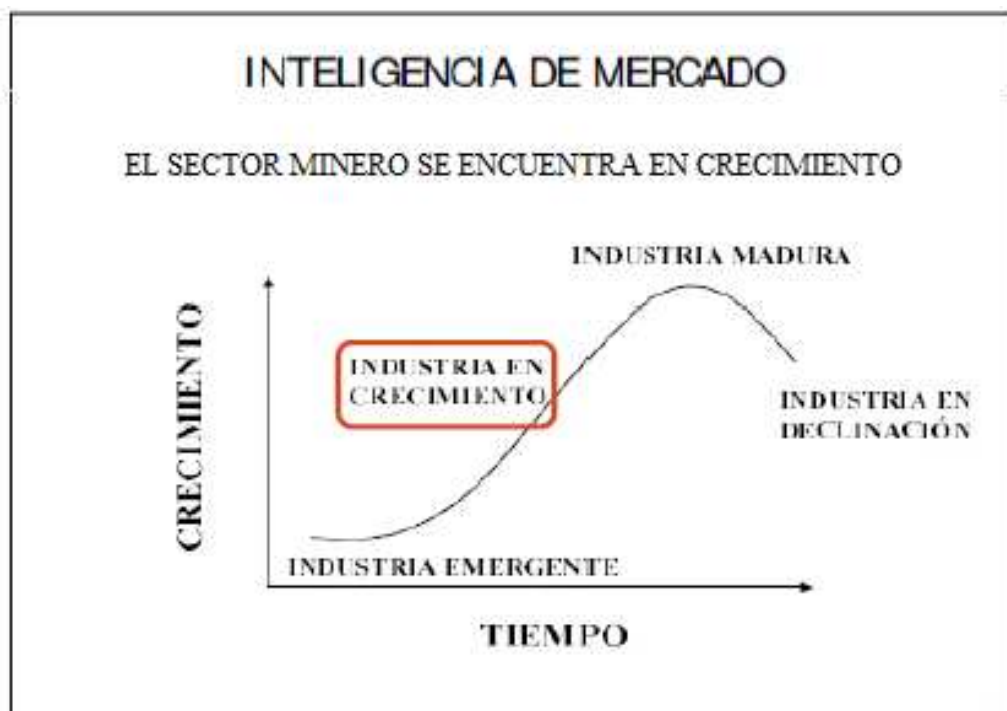 INTELIGENCIA DE MERCADO
EL SECTOR MINERO SE ENCUENTRA EN CRECIMIENTO
INDUSTRIA MADURA
CRECIMIENTO
INDUSTRIA EN
CRECIMIENTO
INDUSTRIA EN
DECLINACIÓN
INDUSTRIA EMERGENTE
TIEMPO